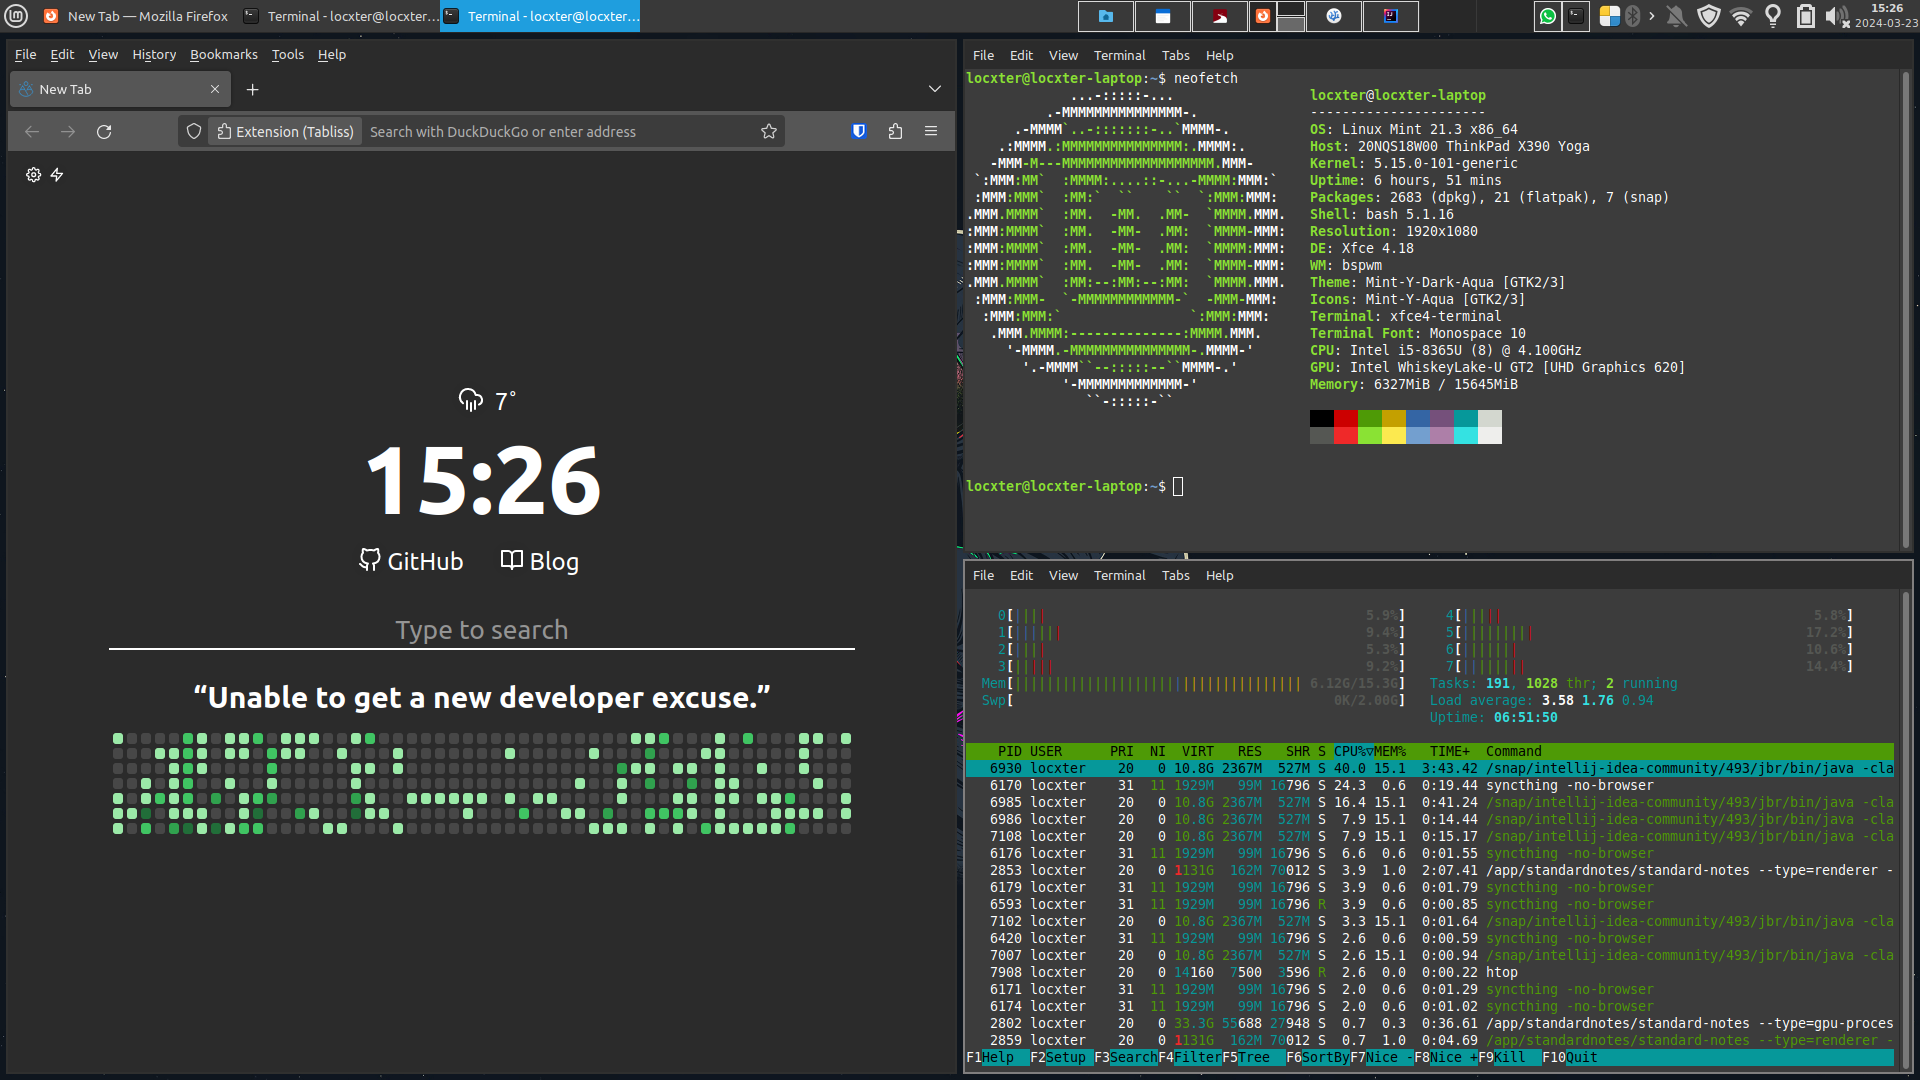 New Tab — Mozilla Firefox
Terminal - locxter@locxter...
Terminal - locxter@locxter...
15:26
2024-03-23
File Edit View History Bookmarks Tools Help
New Tab
Extension (Tabliss) Search with DuckDuckGo or enter address
7°
15:26
GitHub Blog
Type to search
“Unable to get a new developer excuse.”
File Edit View Terminal Tabs Help
locxter@locxter-laptop:~$ neofetch
locxter@locxter-laptop
----------------------
OS: Linux Mint 21.3 x86_64
Host: 20NQS18W00 ThinkPad X390 Yoga
Kernel: 5.15.0-101-generic
Uptime: 6 hours, 51 mins
Packages: 2683 (dpkg), 21 (flatpak), 7 (snap)
Shell: bash 5.1.16
Resolution: 1920x1080
DE: Xfce 4.18
WM: bspwm
Theme: Mint-Y-Dark-Aqua [GTK2/3]
Icons: Mint-Y-Aqua [GTK2/3]
Terminal: xfce4-terminal
Terminal Font: Monospace 10
CPU: Intel i5-8365U (8) @ 4.100GHz
GPU: Intel WhiskeyLake-U GT2 [UHD Graphics 620]
Memory: 6327MiB / 15645MiB
locxter@locxter-laptop:~$
File Edit View Terminal Tabs Help
0[ 5.9%] 4[ 5.8%]
1[ 9.4%] 5[ 17.2%]
2[ 5.3%] 6[ 10.6%]
3[ 9.2%] 7[ 14.4%]
Mem[ 6.12G/15.3G] Tasks: 191, 1028 thr; 2 running
Swp[ 0K/2.00G] Load average: 3.58 1.76 0.94
Uptime: 06:51:50
PID USER PRI NI VIRT RES SHR S CPU%▽MEM% TIME+ Command
6930 locxter 20 0 10.8G 2367M 527M S 40.0 15.1 3:43.42 /snap/intellij-idea-community/493/jbr/bin/java -cla
6170 locxter 31 11 1929M 99M 16796 S 24.3 0.6 0:19.44 syncthing -no-browser
6985 locxter 20 0 10.8G 2367M 527M S 16.4 15.1 0:41.24 /snap/intellij-idea-community/493/jbr/bin/java -cla
6986 locxter 20 0 10.8G 2367M 527M S 7.9 15.1 0:14.44 /snap/intellij-idea-community/493/jbr/bin/java -cla
7108 locxter 20 0 10.8G 2367M 527M S 7.9 15.1 0:15.17 /snap/intellij-idea-community/493/jbr/bin/java -cla
6176 locxter 31 11 1929M 99M 16796 S 6.6 0.6 0:01.55 syncthing -no-browser
2853 locxter 20 0 1131G 162M 70012 S 3.9 1.0 2:07.41 /app/standardnotes/standard-notes --type=renderer -
6179 locxter 31 11 1929M 99M 16796 S 3.9 0.6 0:01.79 syncthing -no-browser
6593 locxter 31 11 1929M 99M 16796 R 3.9 0.6 0:00.85 syncthing -no-browser
7102 locxter 20 0 10.8G 2367M 527M S 3.3 15.1 0:01.64 /snap/intellij-idea-community/493/jbr/bin/java -cla
6420 locxter 31 11 1929M 99M 16796 S 2.6 0.6 0:00.59 syncthing -no-browser
7007 locxter 20 0 10.8G 2367M 527M S 2.6 15.1 0:00.94 /snap/intellij-idea-community/493/jbr/bin/java -cla
7908 locxter 20 0 14160 7500 3596 R 2.6 0.0 0:00.22 htop
6171 locxter 31 11 1929M 99M 16796 S 2.0 0.6 0:01.29 syncthing -no-browser
6174 locxter 31 11 1929M 99M 16796 S 2.0 0.6 0:01.02 syncthing -no-browser
2802 locxter 20 0 33.3G 55688 27948 S 0.7 0.3 0:36.61 /app/standardnotes/standard-notes --type=gpu-proces
2859 locxter 20 0 1131G 162M 70012 S 0.7 1.0 0:04.69 /app/standardnotes/standard-notes --type=renderer -
F1Help F2Setup F3SearchF4FilterF5Tree F6SortByF7Nice -F8Nice +F9Kill F10Quit